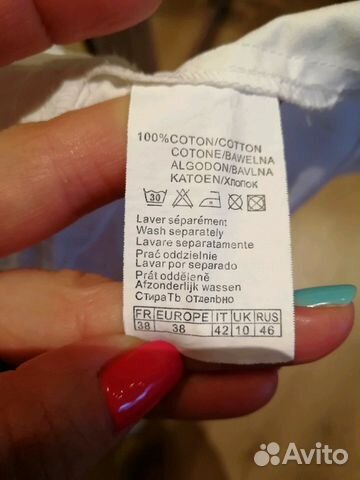 100%COTON/COTTON
COTONE/BAWELNA
ALGODON/BAVLNA
KATOEN/Хлопок
30
Laver séparément
Wash separately
Lavare separatamente
Prać oddzielnie
Lavar por separado
Prát oddĕlenĕ
Afzonderlijk wassen
СтираТЬ отдельно
FR EUROPE IT UK RUS
38 38 42 10 46
Avito